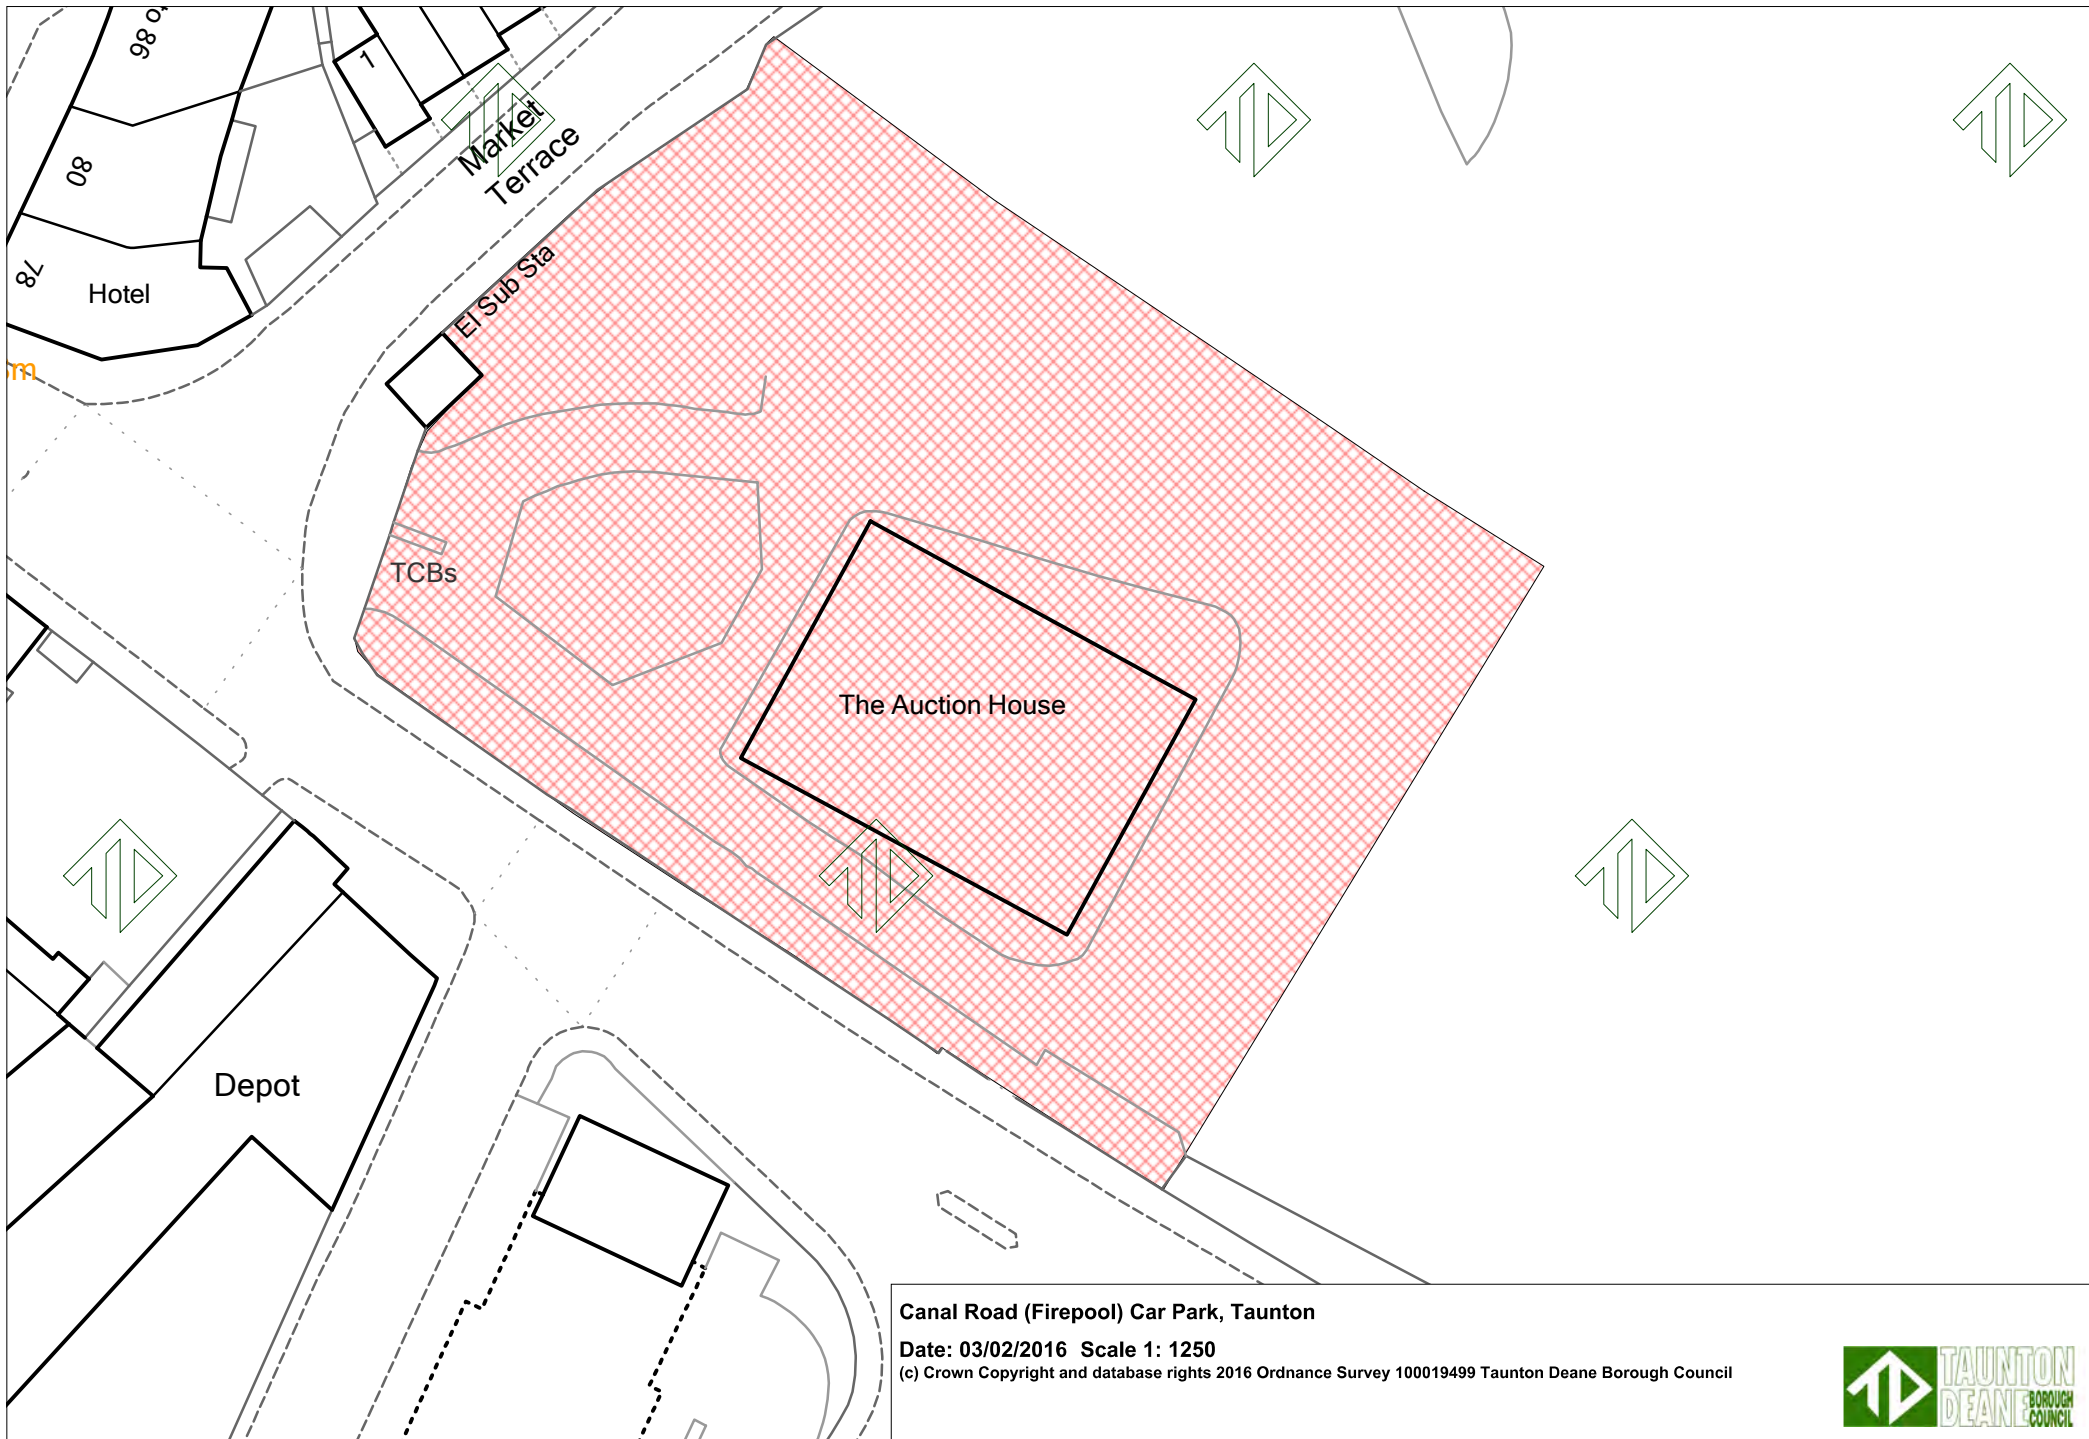 98 to
1
Market
Terrace
80
El Sub Sta
78
Hotel
TCBs
The Auction House
Depot
Canal Road (Firepool) Car Park, Taunton
Date: 03/02/2016 Scale 1: 1250
(c) Crown Copyright and database rights 2016 Ordnance Survey 100019499 Taunton Deane Borough Council
TAUNTON
DEANE BOROUGH
COUNCIL